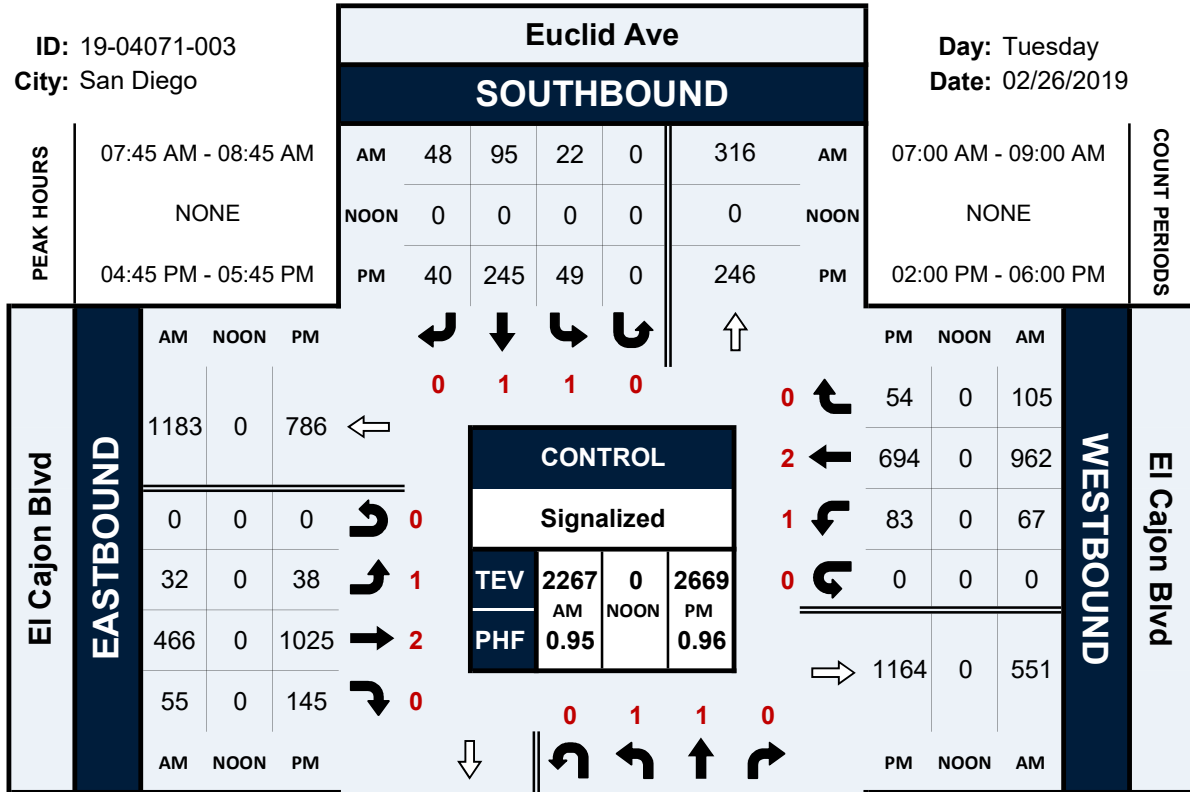 ID: 19-04071-003
City: San Diego
Euclid Ave
SOUTHBOUND
Day: Tuesday
Date: 02/26/2019
PEAK HOURS
07:45 AM - 08:45 AM
NONE
04:45 PM - 05:45 PM
AM 48 95 22 0 316 AM
NOON 0 0 0 0 0 NOON
PM 40 245 49 0 246 PM
07:00 AM - 09:00 AM
NONE
02:00 PM - 06:00 PM
COUNT PERIODS
0 1 1 0
El Cajon Blvd
EASTBOUND
AM NOON PM
1183 0 786
0 0 0 0
32 0 38 1
466 0 1025 2
55 0 145 0
AM NOON PM
CONTROL
Signalized
TEV 2267 0 2669
AM NOON PM
PHF 0.95 0.96
PM NOON AM
0 54 0 105
2 694 0 962
1 83 0 67
0 0 0 0
1164 0 551
PM NOON AM
WESTBOUND
El Cajon Blvd
0 1 1 0